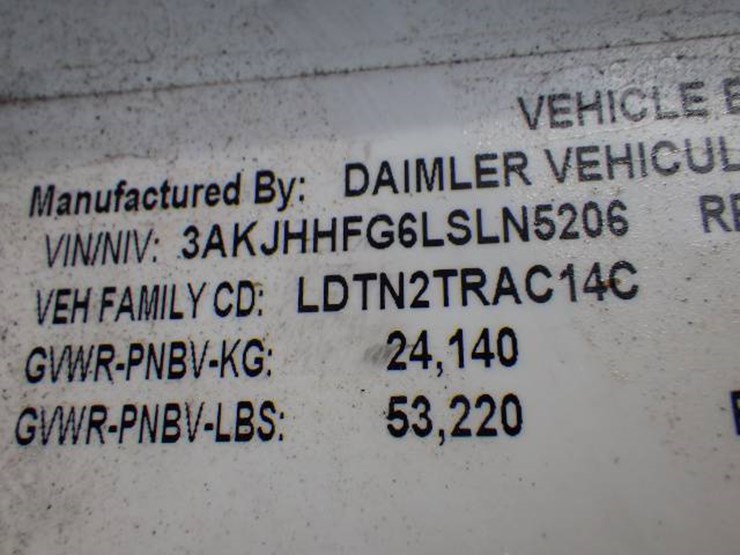 VEHICLE
Manufactured By: DAIMLER VEHICUL
VIN/NIV: 3AKJHHFG6LSLN5206
VEH FAMILY CD: LDTN2TRAC14C
GVWR-PNBV-KG: 24,140
GVWR-PNBV-LBS: 53,220